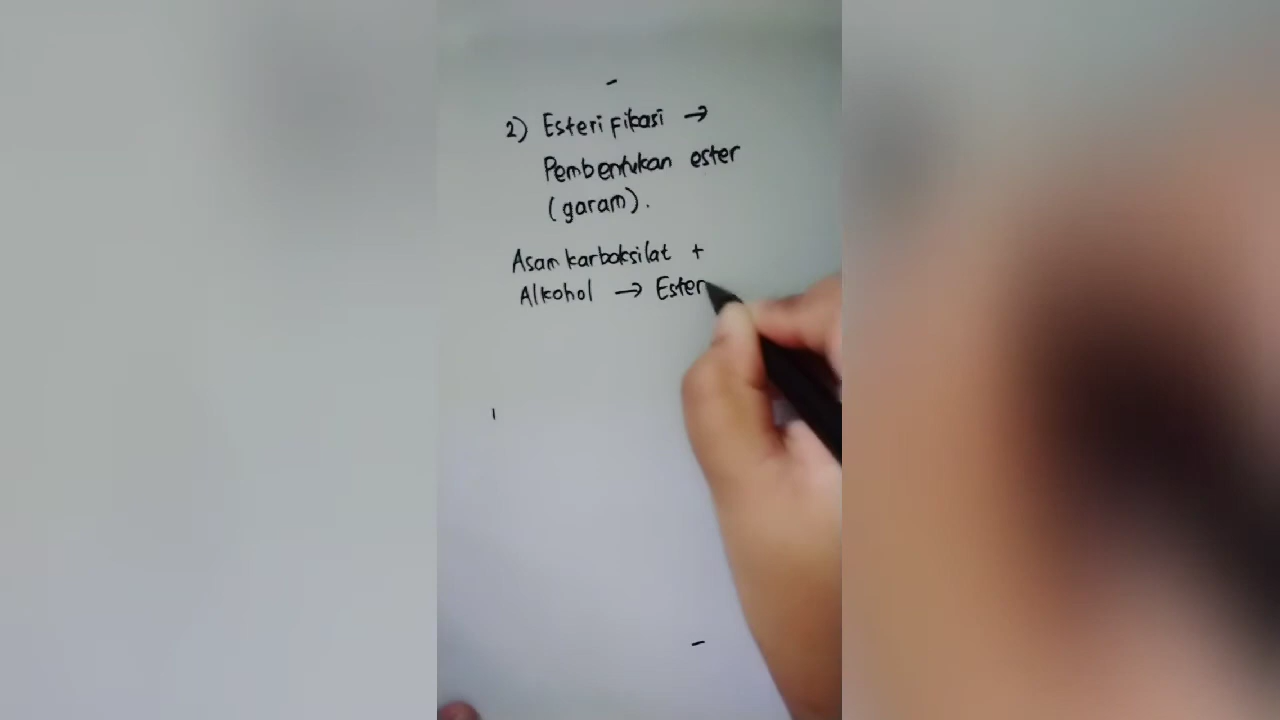 2) Esterifikasi →
Pembentukan ester
(garam).
Asam karboksilat +
Alkohol → Ester